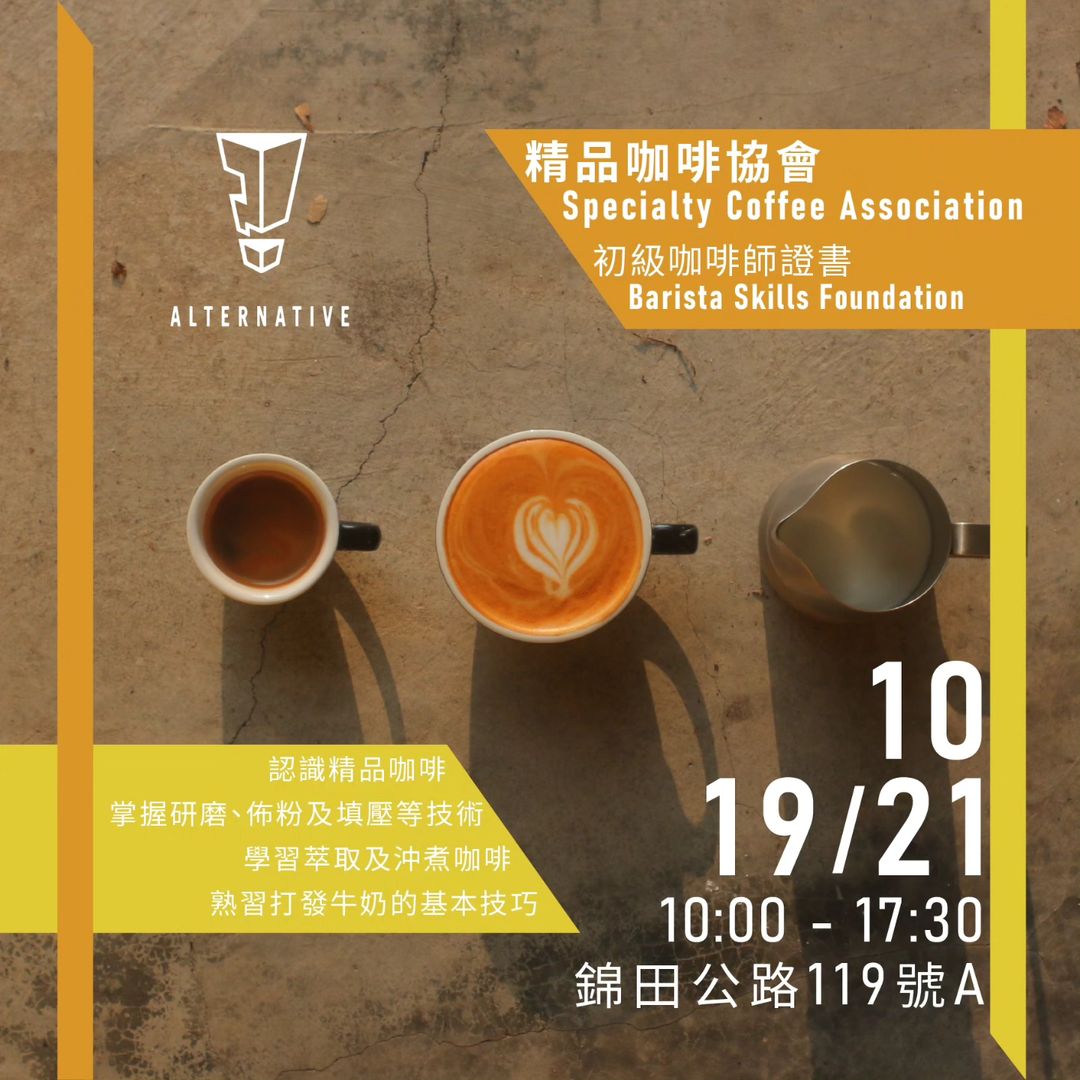 ALTERNATIVE
精品咖啡協會
Specialty Coffee Association
初級咖啡師證書
Barista Skills Foundation
認識精品咖啡
掌握研磨、佈粉及填壓等技術
學習萃取及沖煮咖啡
熟習打發牛奶的基本技巧
10
19/21
10:00 - 17:30
錦田公路119號A